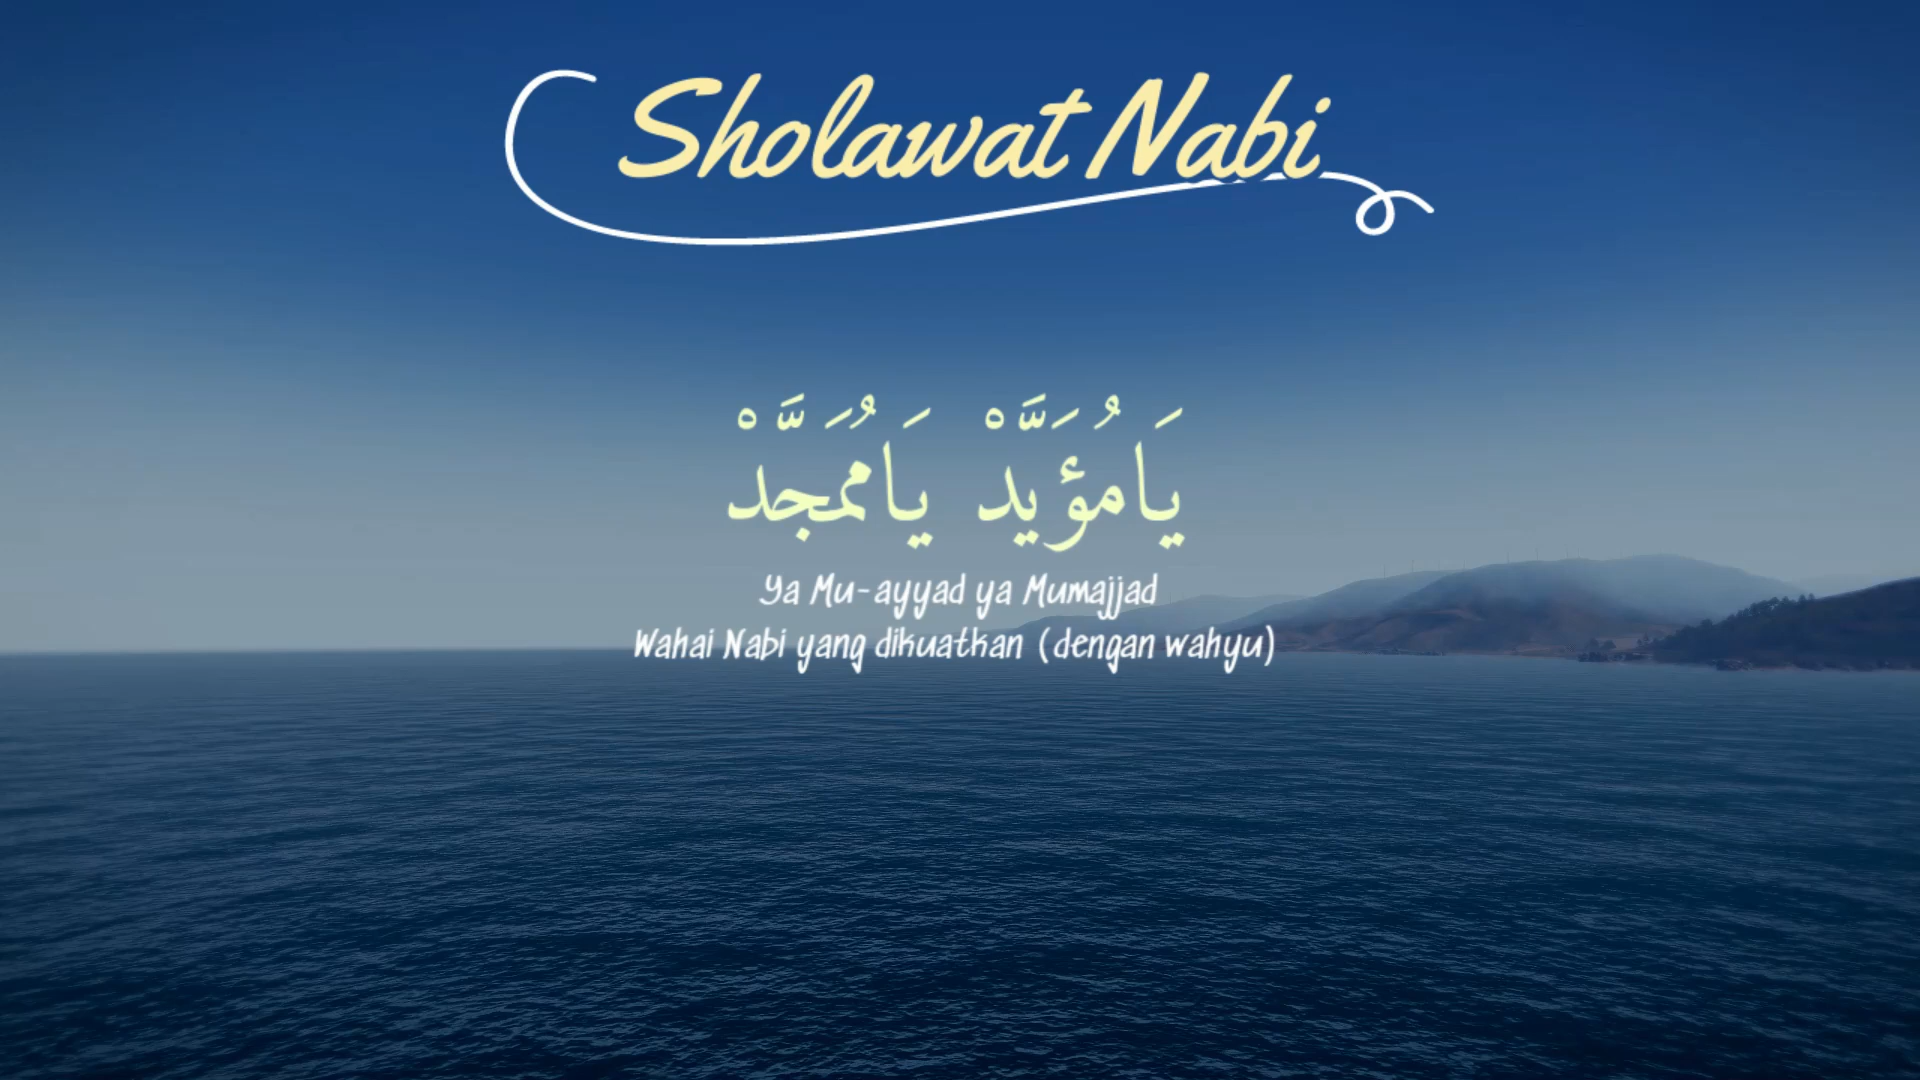 Sholawat Nabi
يَامُؤَيَّدْ يَامُمَجَّدْ
Ya Mu-ayyad ya Mumajjad
Wahai Nabi yang dikuatkan (dengan wahyu)